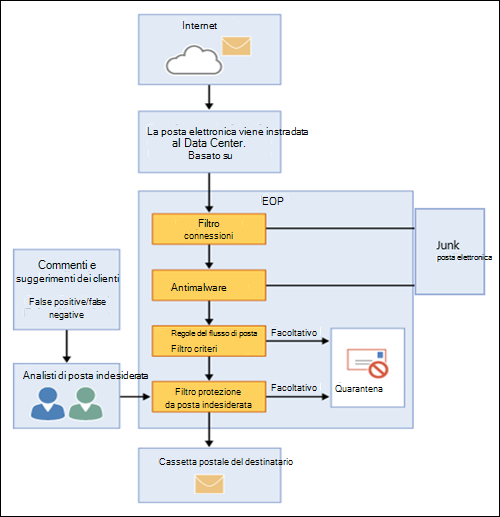 Internet
La posta elettronica viene instradata
al Data Center.
Basato su
EOP
Filtro
connessioni
Junk
posta elettronica
Commenti e
suggerimenti dei clienti
False positive/false
negative
Antimalware
Regole del flusso di posta
Filtro criteri
Facoltativo
Quarantena
Analisti di posta indesiderata
Filtro protezione
da posta indesiderata
Facoltativo
Cassetta postale del destinatario